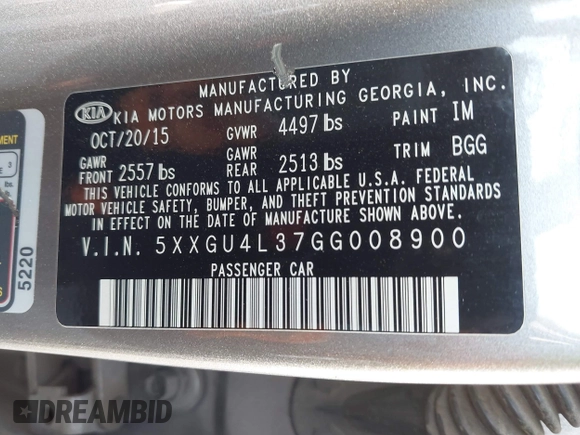 MANUFACTURED BY
KIA KIA MOTORS MANUFACTURING GEORGIA, INC.
OCT/20/15 GVWR 4497 lbs PAINT IM
GAWR FRONT 2557 lbs GAWR REAR 2513 lbs TRIM BGG
THIS VEHICLE CONFORMS TO ALL APPLICABLE U.S.A. FEDERAL
MOTOR VEHICLE SAFETY, BUMPER, AND THEFT PREVENTION STANDARDS
IN EFFECT ON THE DATE OF MANUFACTURE SHOWN ABOVE.
V.I.N. 5XXGU4L37GG008900
PASSENGER CAR
5220
DREAMBID